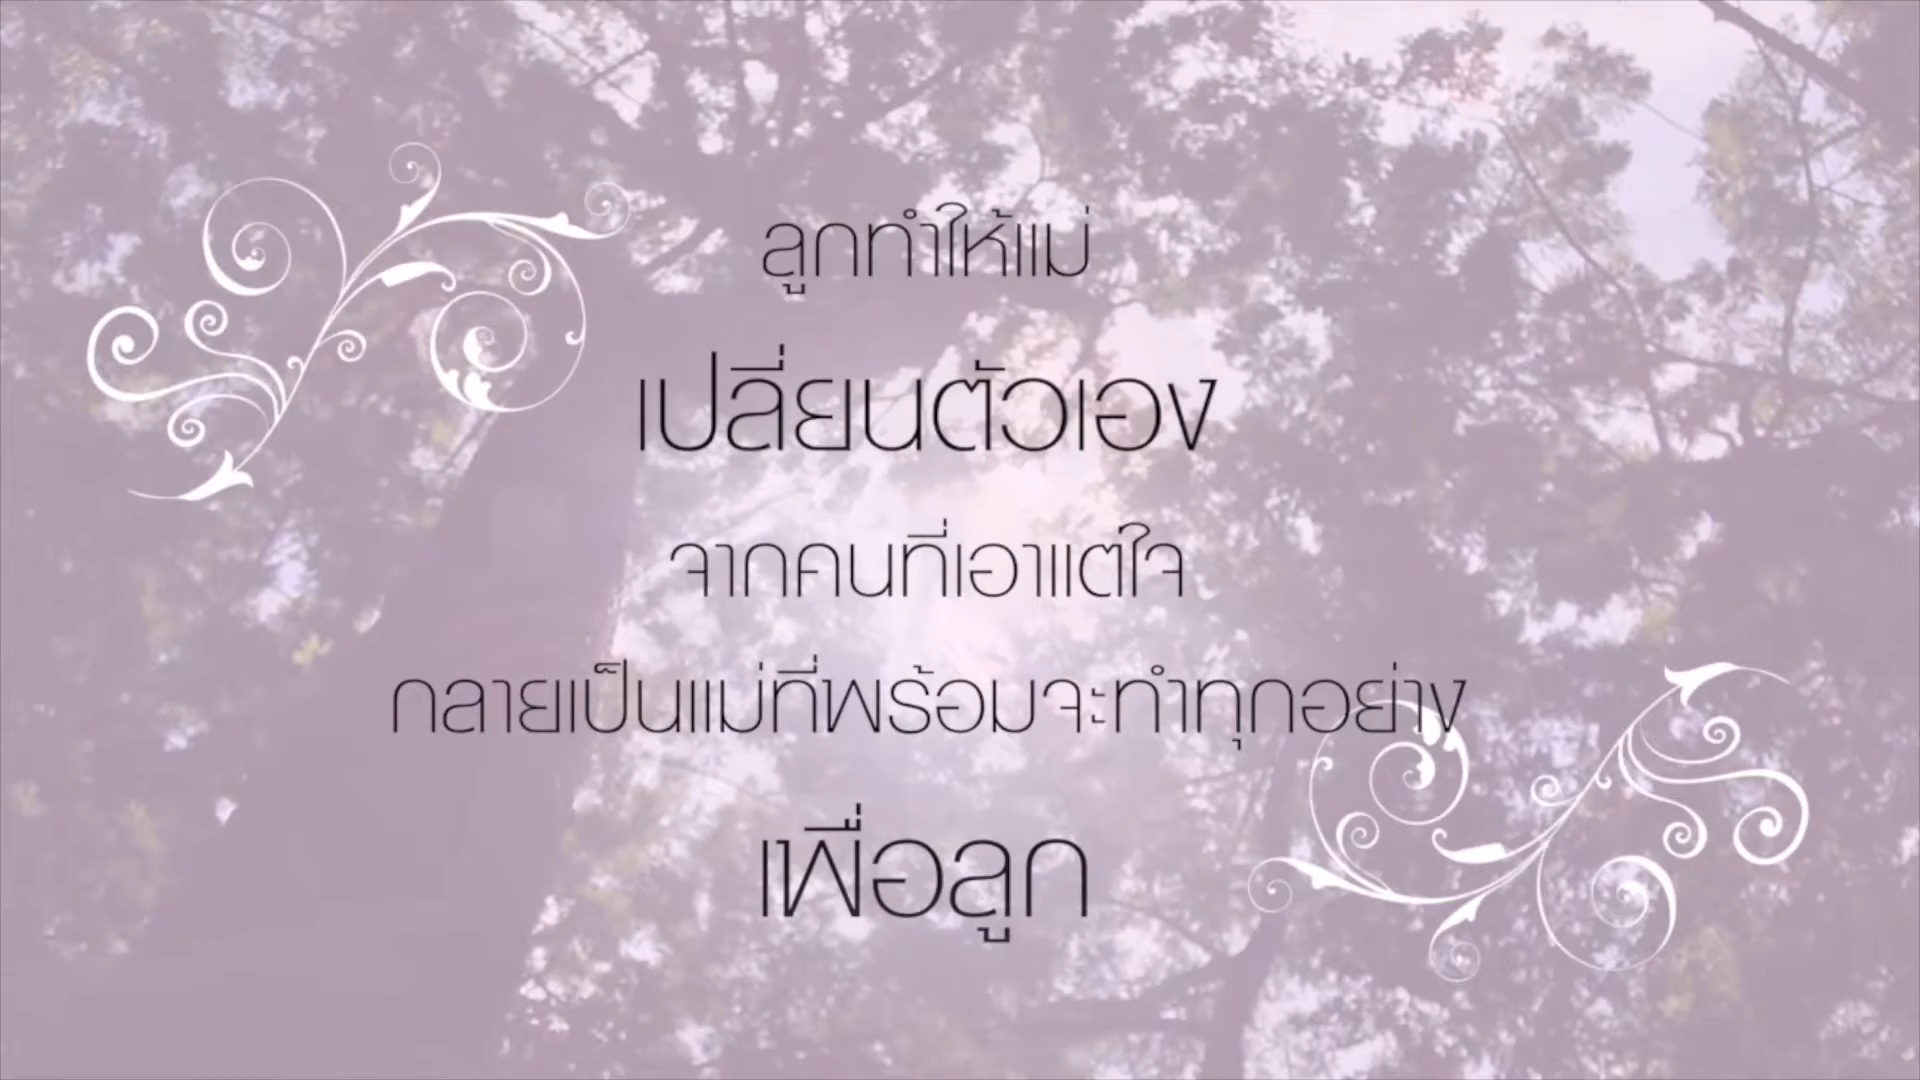 ลูกทำให้แม่
เปลี่ยนตัวเอง
จากคนที่เอาแต่ใจ
กลายเป็นแม่ที่พร้อมจะทำทุกอย่าง
เพื่อลูก